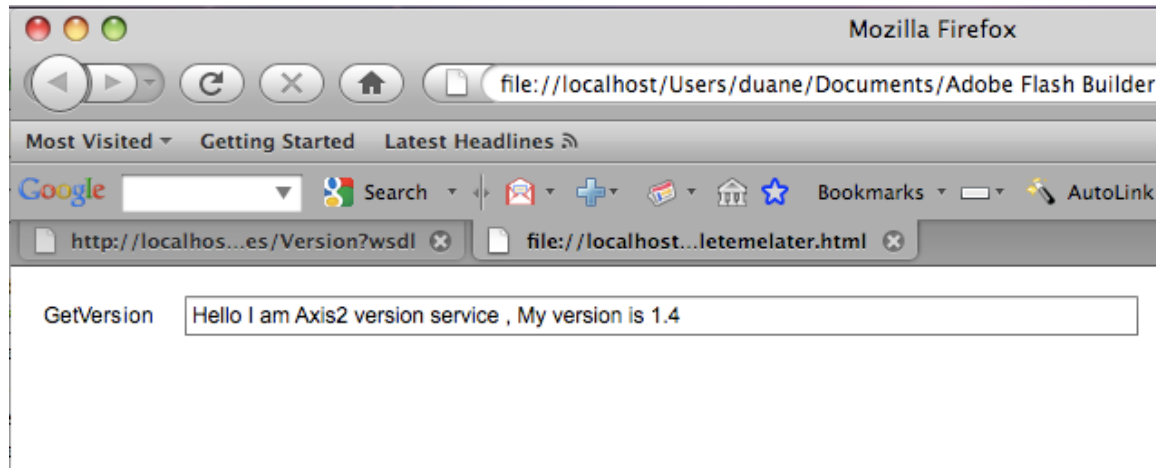 Mozilla Firefox
file://localhost/Users/duane/Documents/Adobe Flash Builder
Most Visited Getting Started Latest Headlines
Google Search Bookmarks AutoLink
http://localhos...es/Version?wsdl file://localhost...letemelater.html
GetVersion Hello I am Axis2 version service , My version is 1.4